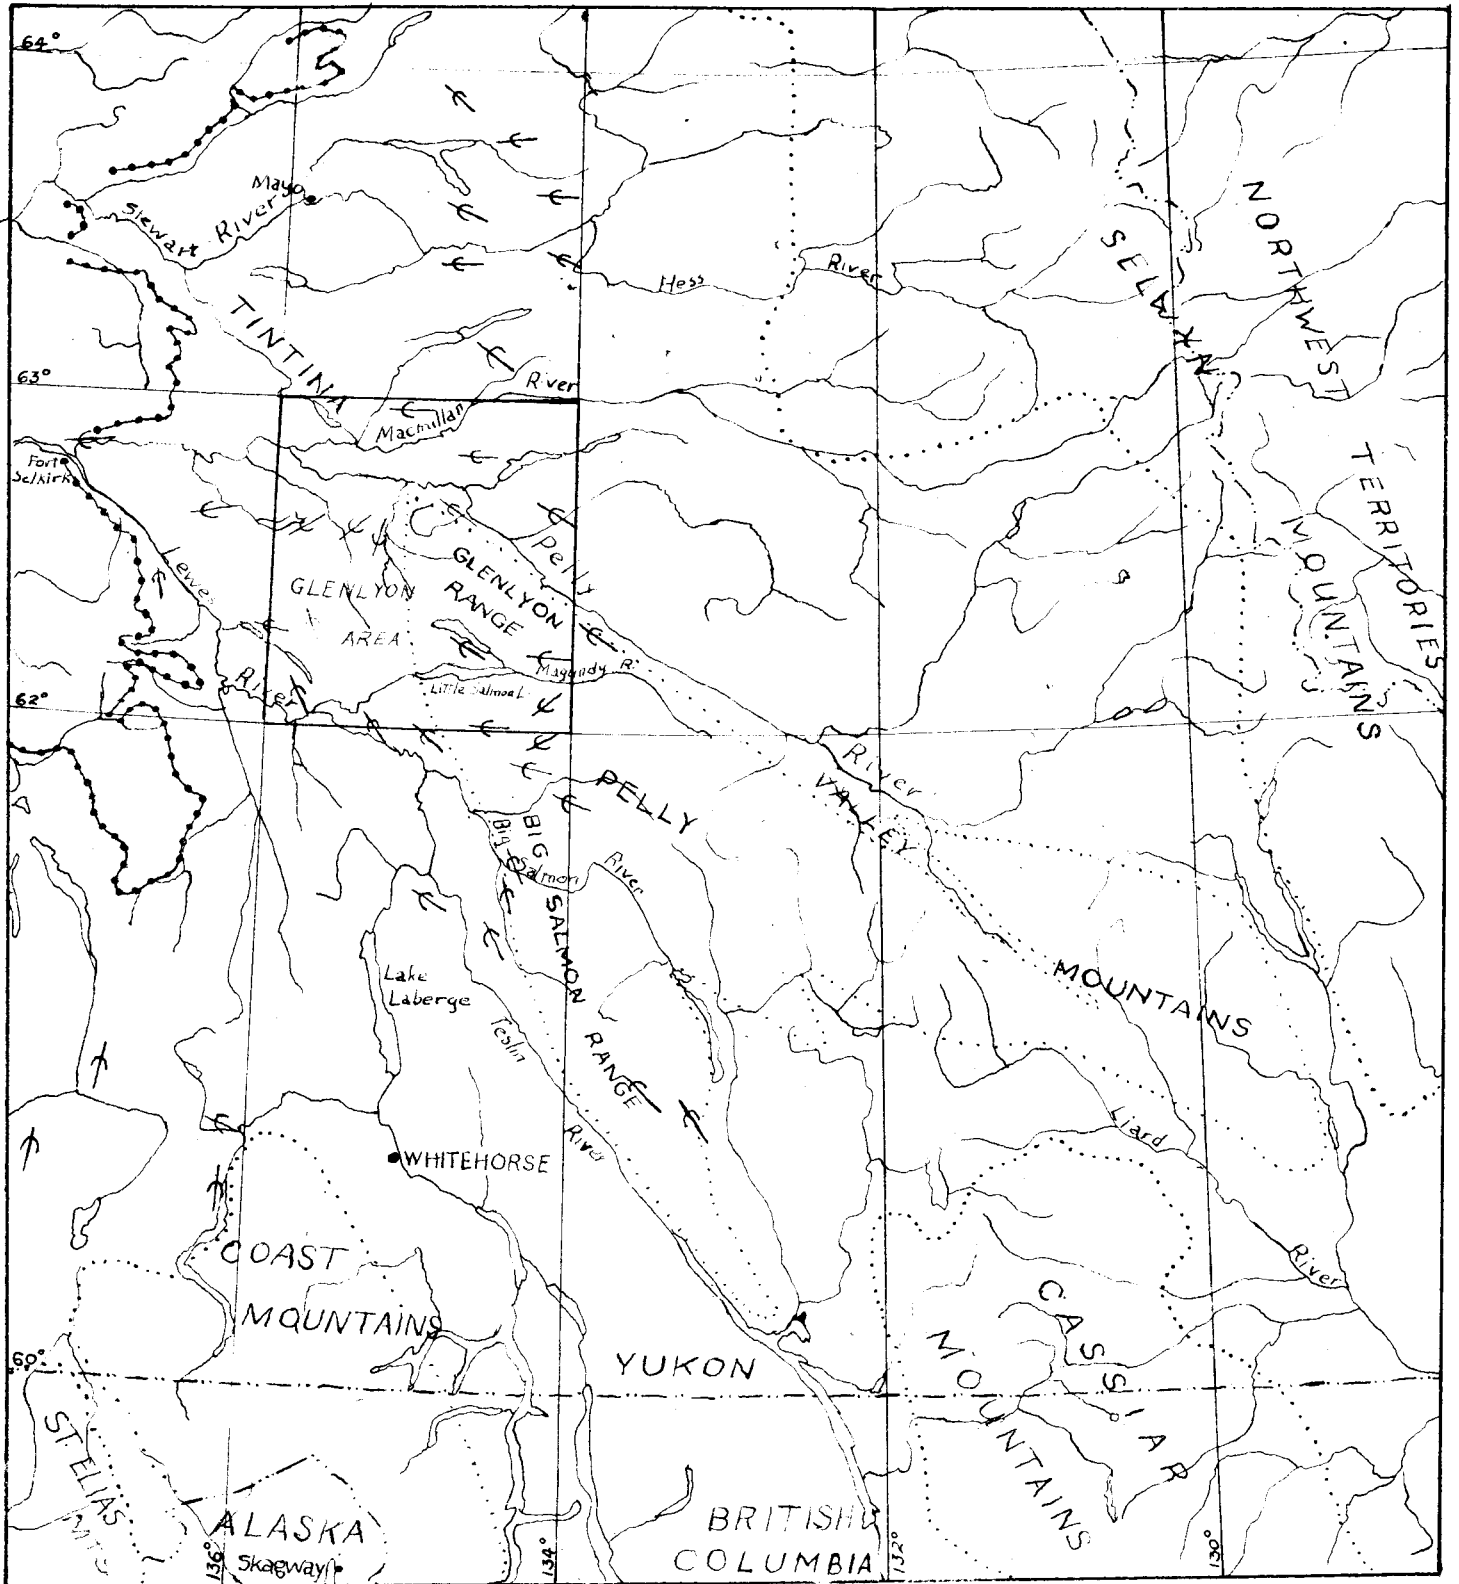 64°
Mayo
Stewart River
NORTHWEST
SELWYN
River
Hess
TINTINA
63°
River
Macmillan
Fort
Selkirk
TERRITORIES
MOUNTAINS
Pelly
Lewes
GLENLYON
RANGE
GLENLYON
AREA
Magundy R.
Little Salmon L.
River
62°
River
PELLY
VALLEY
BIG
Big
Salmon
River
SALMON
MOUNTAINS
Lake
Laberge
Teslin
RANGE
Liard
River
WHITEHORSE
COAST
River
MOUNTAINS
CASSIAR
MOUNTAINS
60°
YUKON
ST. ELIAS
Mts
ALASKA
BRITISH
COLUMBIA
Skagway
136°
134°
132°
130°